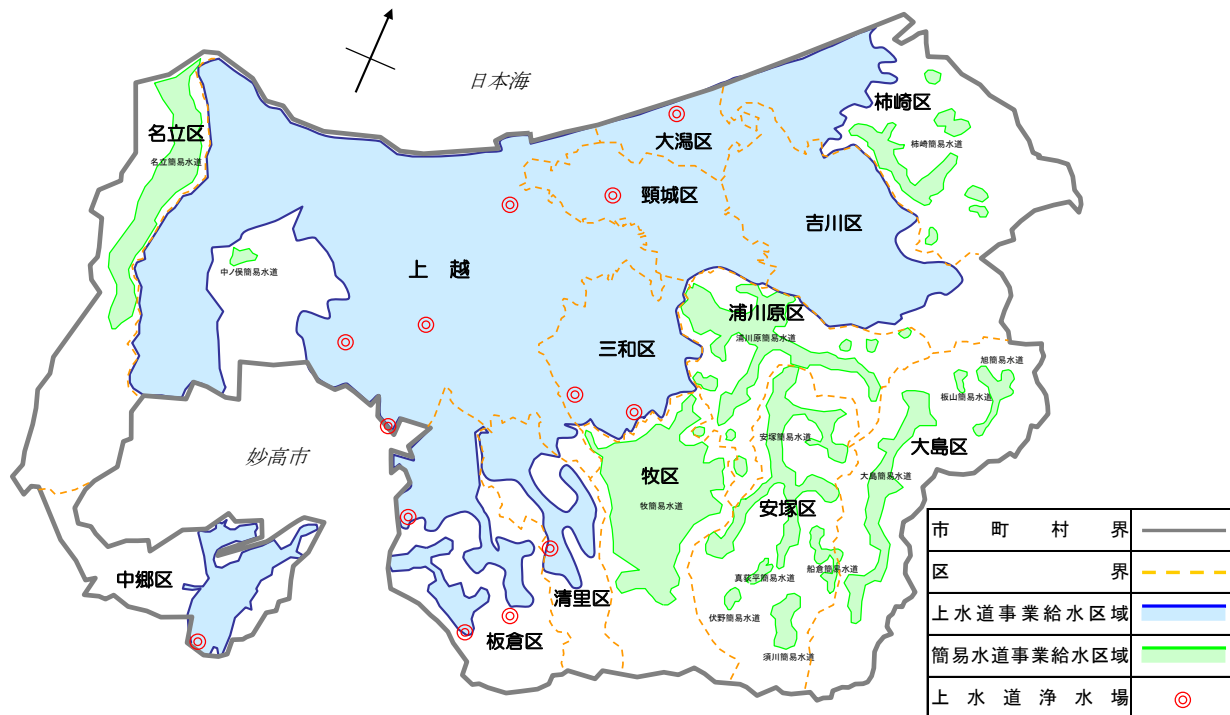 日本海
名立区
名立簡易水道
柿崎区
柿崎簡易水道
大潟区
頸城区
吉川区
上 越
中ノ俣簡易水道
浦川原区
浦川原簡易水道
三和区
旭簡易水道
板山簡易水道
大島区
大島簡易水道
安塚簡易水道
安塚区
牧区
牧簡易水道
妙高市
船倉簡易水道
真荻平簡易水道
伏野簡易水道
須川簡易水道
中郷区
清里区
板倉区
市町村界
区界
上水道事業給水区域
簡易水道事業給水区域
上水道浄水場